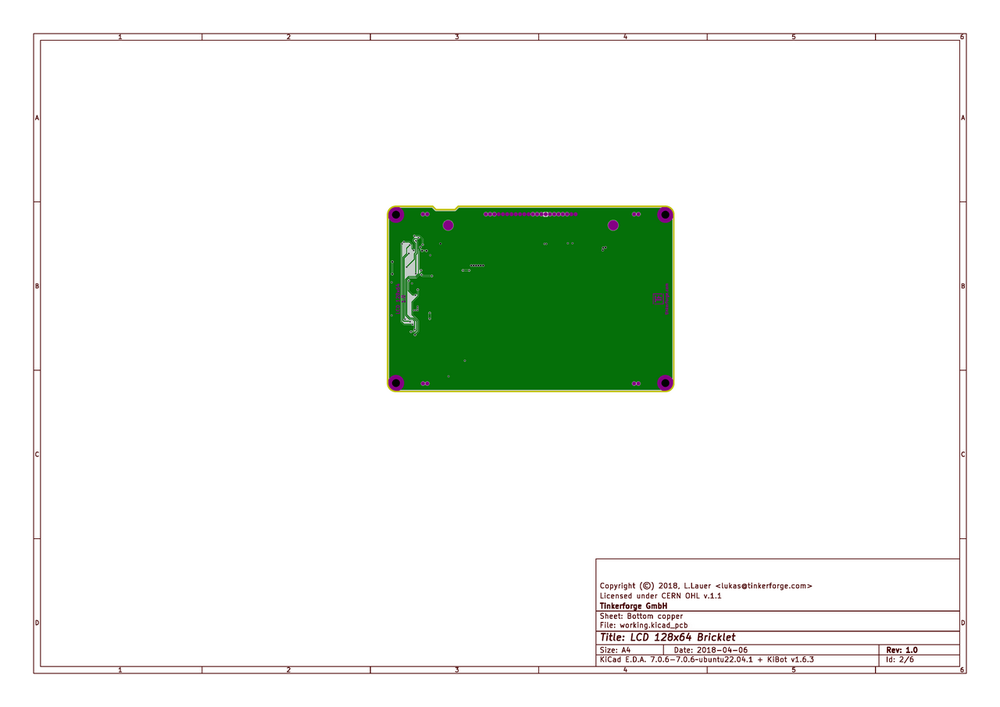 1 2 3 4 5 6
A A
B B
C C
Copyright (©) 2018, L.Lauer <lukas@tinkerforge.com>
Licensed under CERN OHL v.1.1
Tinkerforge GmbH
D D
Sheet: Bottom copper
File: working.kicad_pcb
Title: LCD 128x64 Bricklet
Size: A4 Date: 2018-04-06 Rev: 1.0
KiCad E.D.A. 7.0.6-7.0.6-ubuntu22.04.1 + KiBot v1.6.3 Id: 2/6
1 2 3 4 5 6